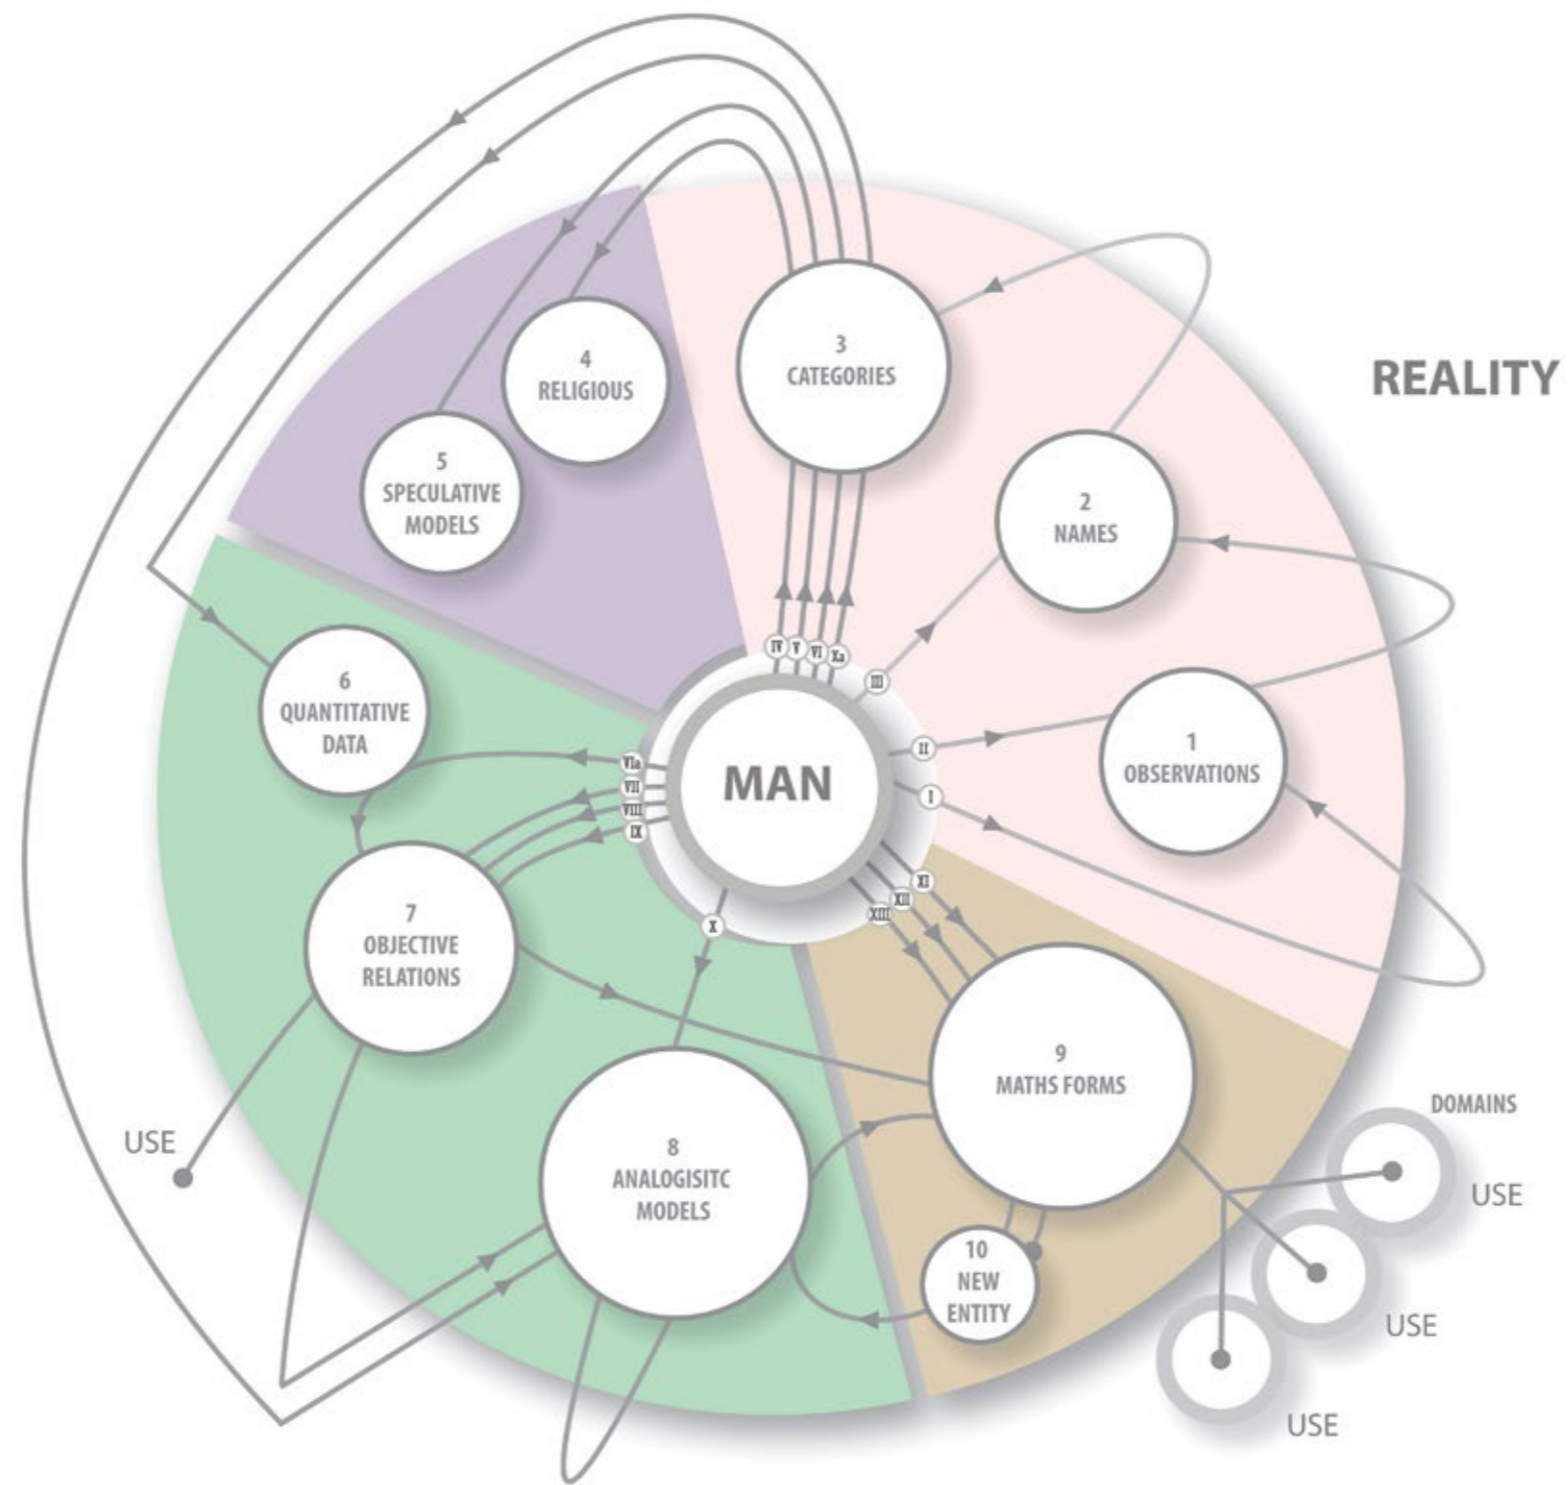 REALITY
3
CATEGORIES
4
RELIGIOUS
5
SPECULATIVE
MODELS
2
NAMES
1
OBSERVATIONS
6
QUANTITATIVE
DATA
IV
V
VI
Xa
III
II
I
MAN
VIa
VII
VIII
IX
X
XI
XII
XIII
7
OBJECTIVE
RELATIONS
9
MATHS FORMS
8
ANALOGISITC
MODELS
10
NEW
ENTITY
USE
DOMAINS
USE
USE
USE